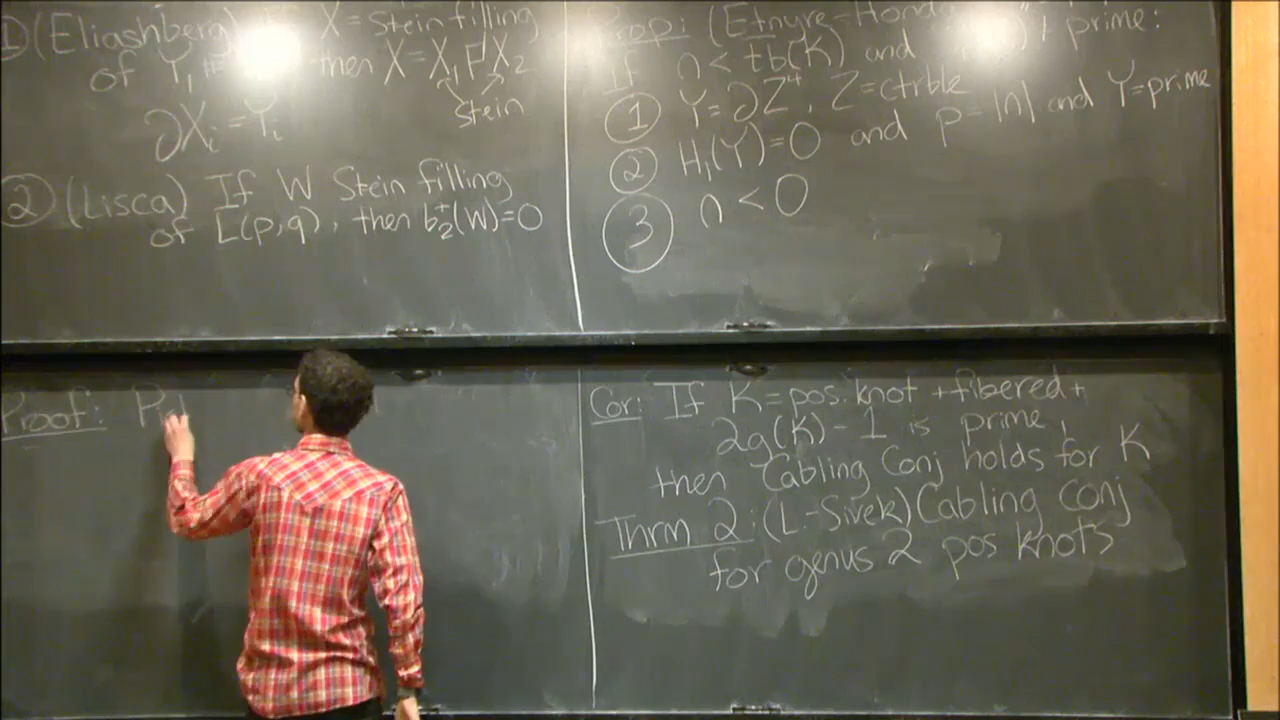 1) (Eliashberg) X = Stein filling
of Y₁ # then X = X₁ ♮ X₂
Stein
∂Xᵢ = Yᵢ
2) (Lisca) If W Stein filling
of L(p,q), then b₂⁺(W)=0
Prop: (Etnyre-Honda prime:
If n < tb(K) and
① Y=∂Z⁴, Z=ctrble
② H₁(Y)=0 and p=|n| and Y=prime
③ n < 0
Proof: P
Cor: If K = pos. knot + fibered +
2g(K) - 1 is prime,
then Cabling Conj holds for K
Thrm 2: (L.-Sivek) Cabling Conj
for genus 2 pos knots